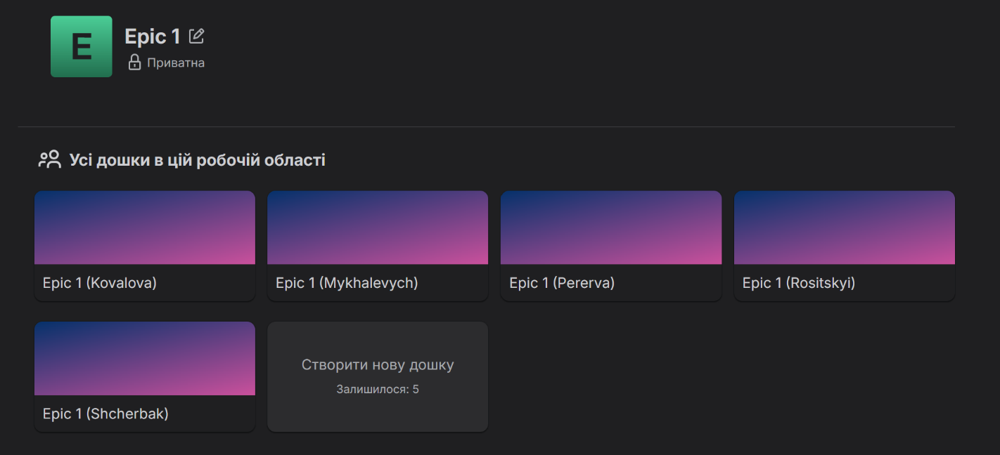 E
Epic 1
Приватна
Усі дошки в цій робочій області
Epic 1 (Kovalova)
Epic 1 (Mykhalevych)
Epic 1 (Pererva)
Epic 1 (Rositskyi)
Epic 1 (Shcherbak)
Створити нову дошку
Залишилося: 5